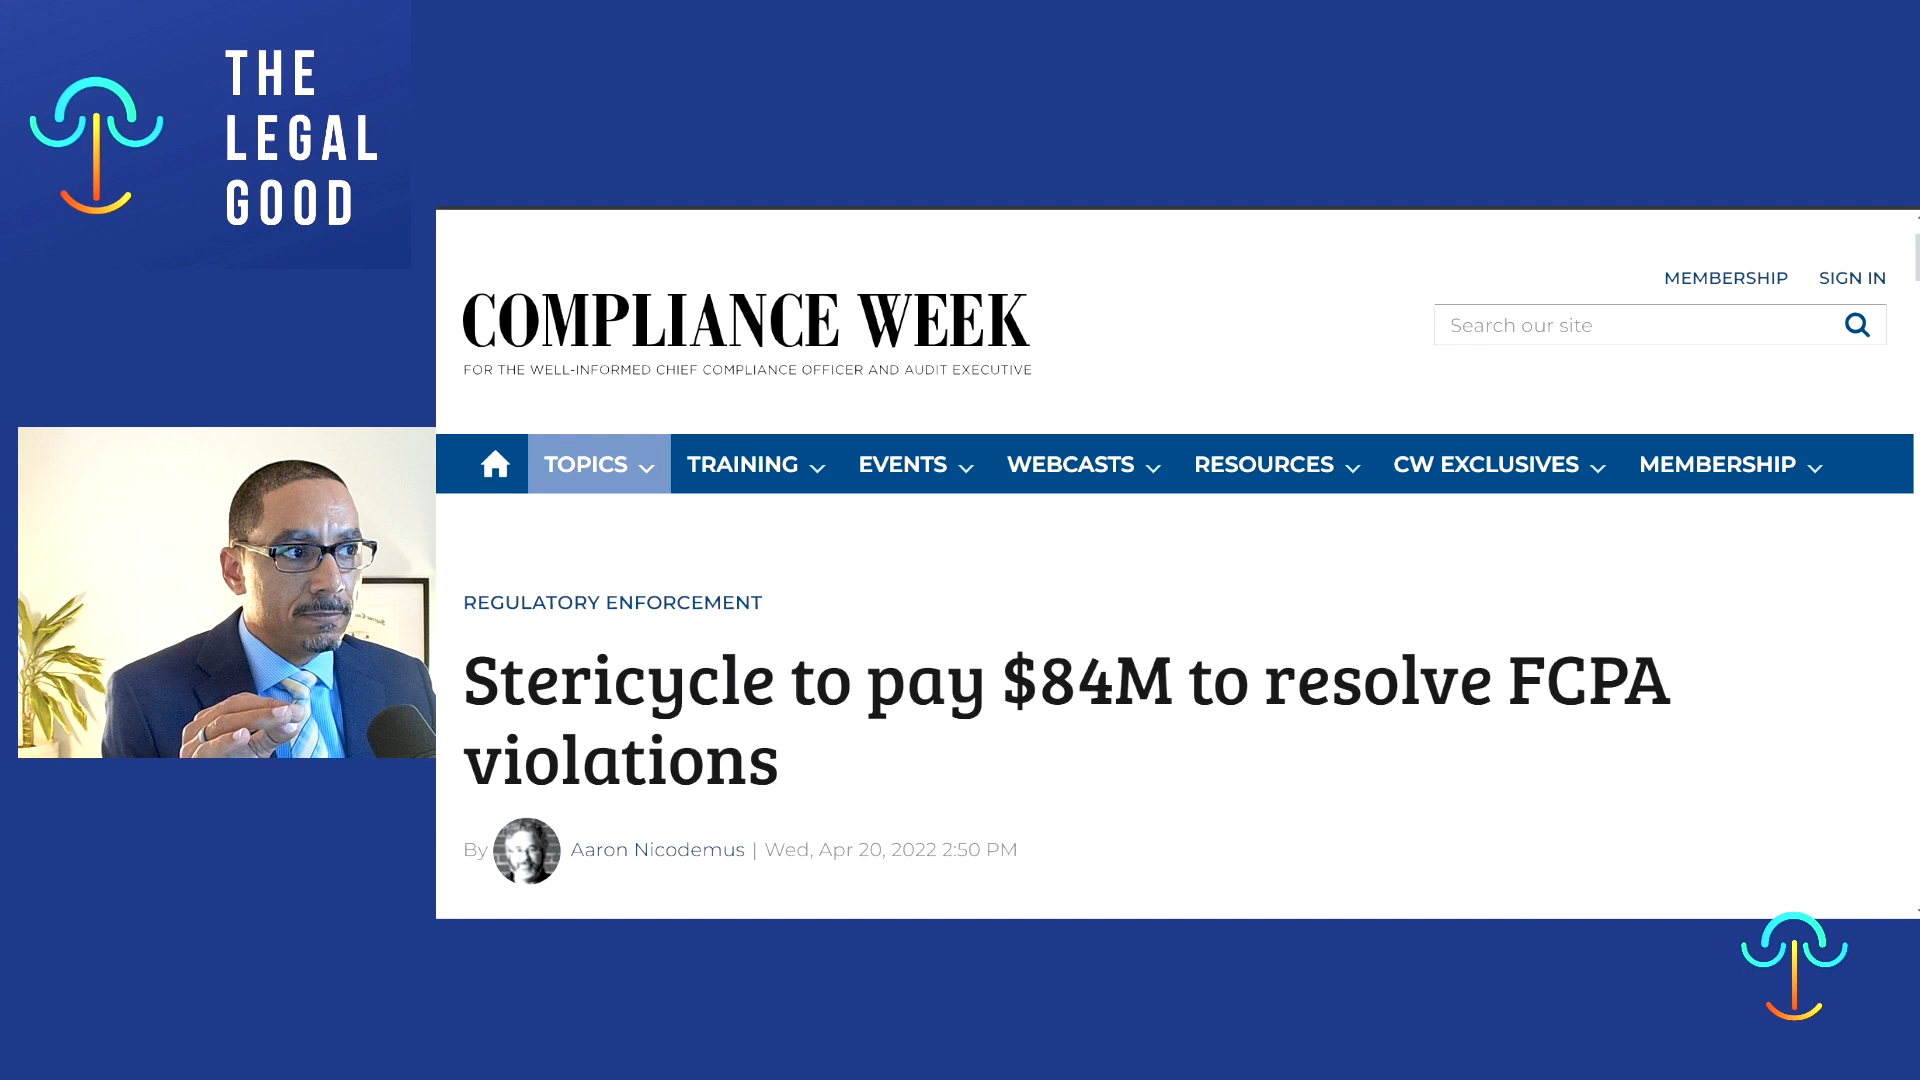 THE
LEGAL
GOOD
COMPLIANCE WEEK
FOR THE WELL-INFORMED CHIEF COMPLIANCE OFFICER AND AUDIT EXECUTIVE
MEMBERSHIP SIGN IN
Search our site
TOPICS TRAINING EVENTS WEBCASTS RESOURCES CW EXCLUSIVES MEMBERSHIP
REGULATORY ENFORCEMENT
Stericycle to pay $84M to resolve FCPA
violations
By Aaron Nicodemus | Wed, Apr 20, 2022 2:50 PM